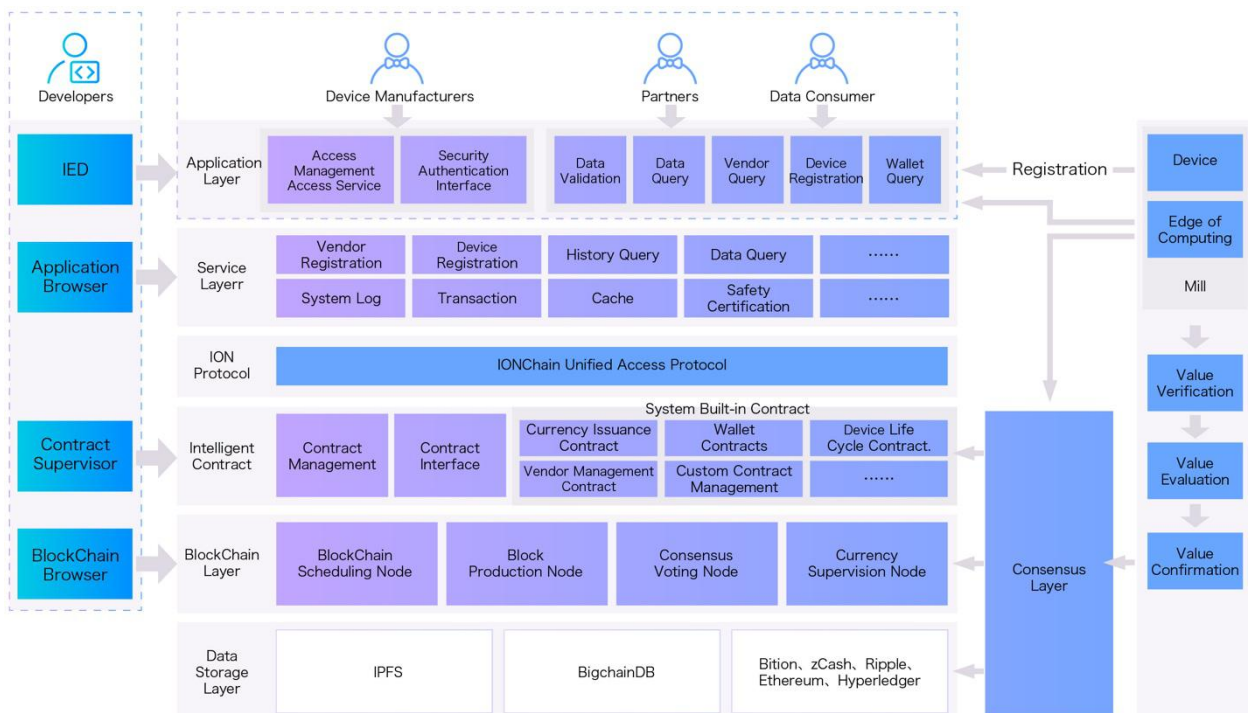 Developers
Device Manufacturers
Partners
Data Consumer
IED
Application
Layer
Access
Management
Access Service
Security
Authentication
Interface
Data
Validation
Data
Query
Vendor
Query
Device
Registration
Wallet
Query
Registration
Device
Edge of
Computing
Mill
Application
Browser
Service
Layerr
Vendor
Registration
Device
Registration
History Query
Data Query
······
System Log
Transaction
Cache
Safety
Certification
······
ION
Protocol
IONChain Unified Access Protocol
Value
Verification
Contract
Supervisor
Intelligent
Contract
Contract
Management
Contract
Interface
System Built-in Contract
Currency Issuance
Contract
Wallet
Contracts
Device Life
Cycle Contract.
Vendor Management
Contract
Custom Contract
Management
······
Value
Evaluation
BlockChain
Browser
BlockChain
Layer
BlockChain
Scheduling Node
Block
Production Node
Consensus
Voting Node
Currency
Supervision Node
Consensus
Layer
Value
Confirmation
Data
Storage
Layer
IPFS
BigchainDB
Bition、zCash、Ripple、
Ethereum、Hyperledger